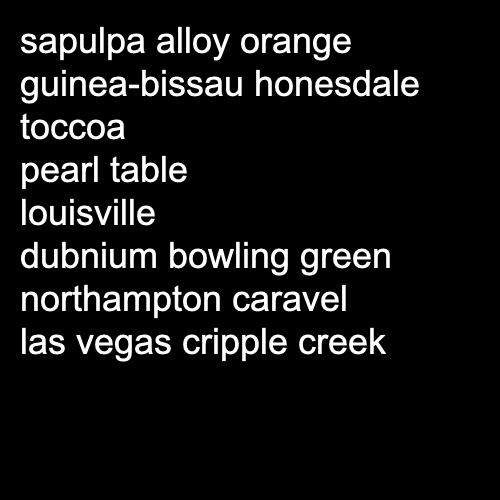 sapulpa alloy orange
guinea-bissau honesdale
toccoa
pearl table
louisville
dubnium bowling green
northampton caravel
las vegas cripple creek